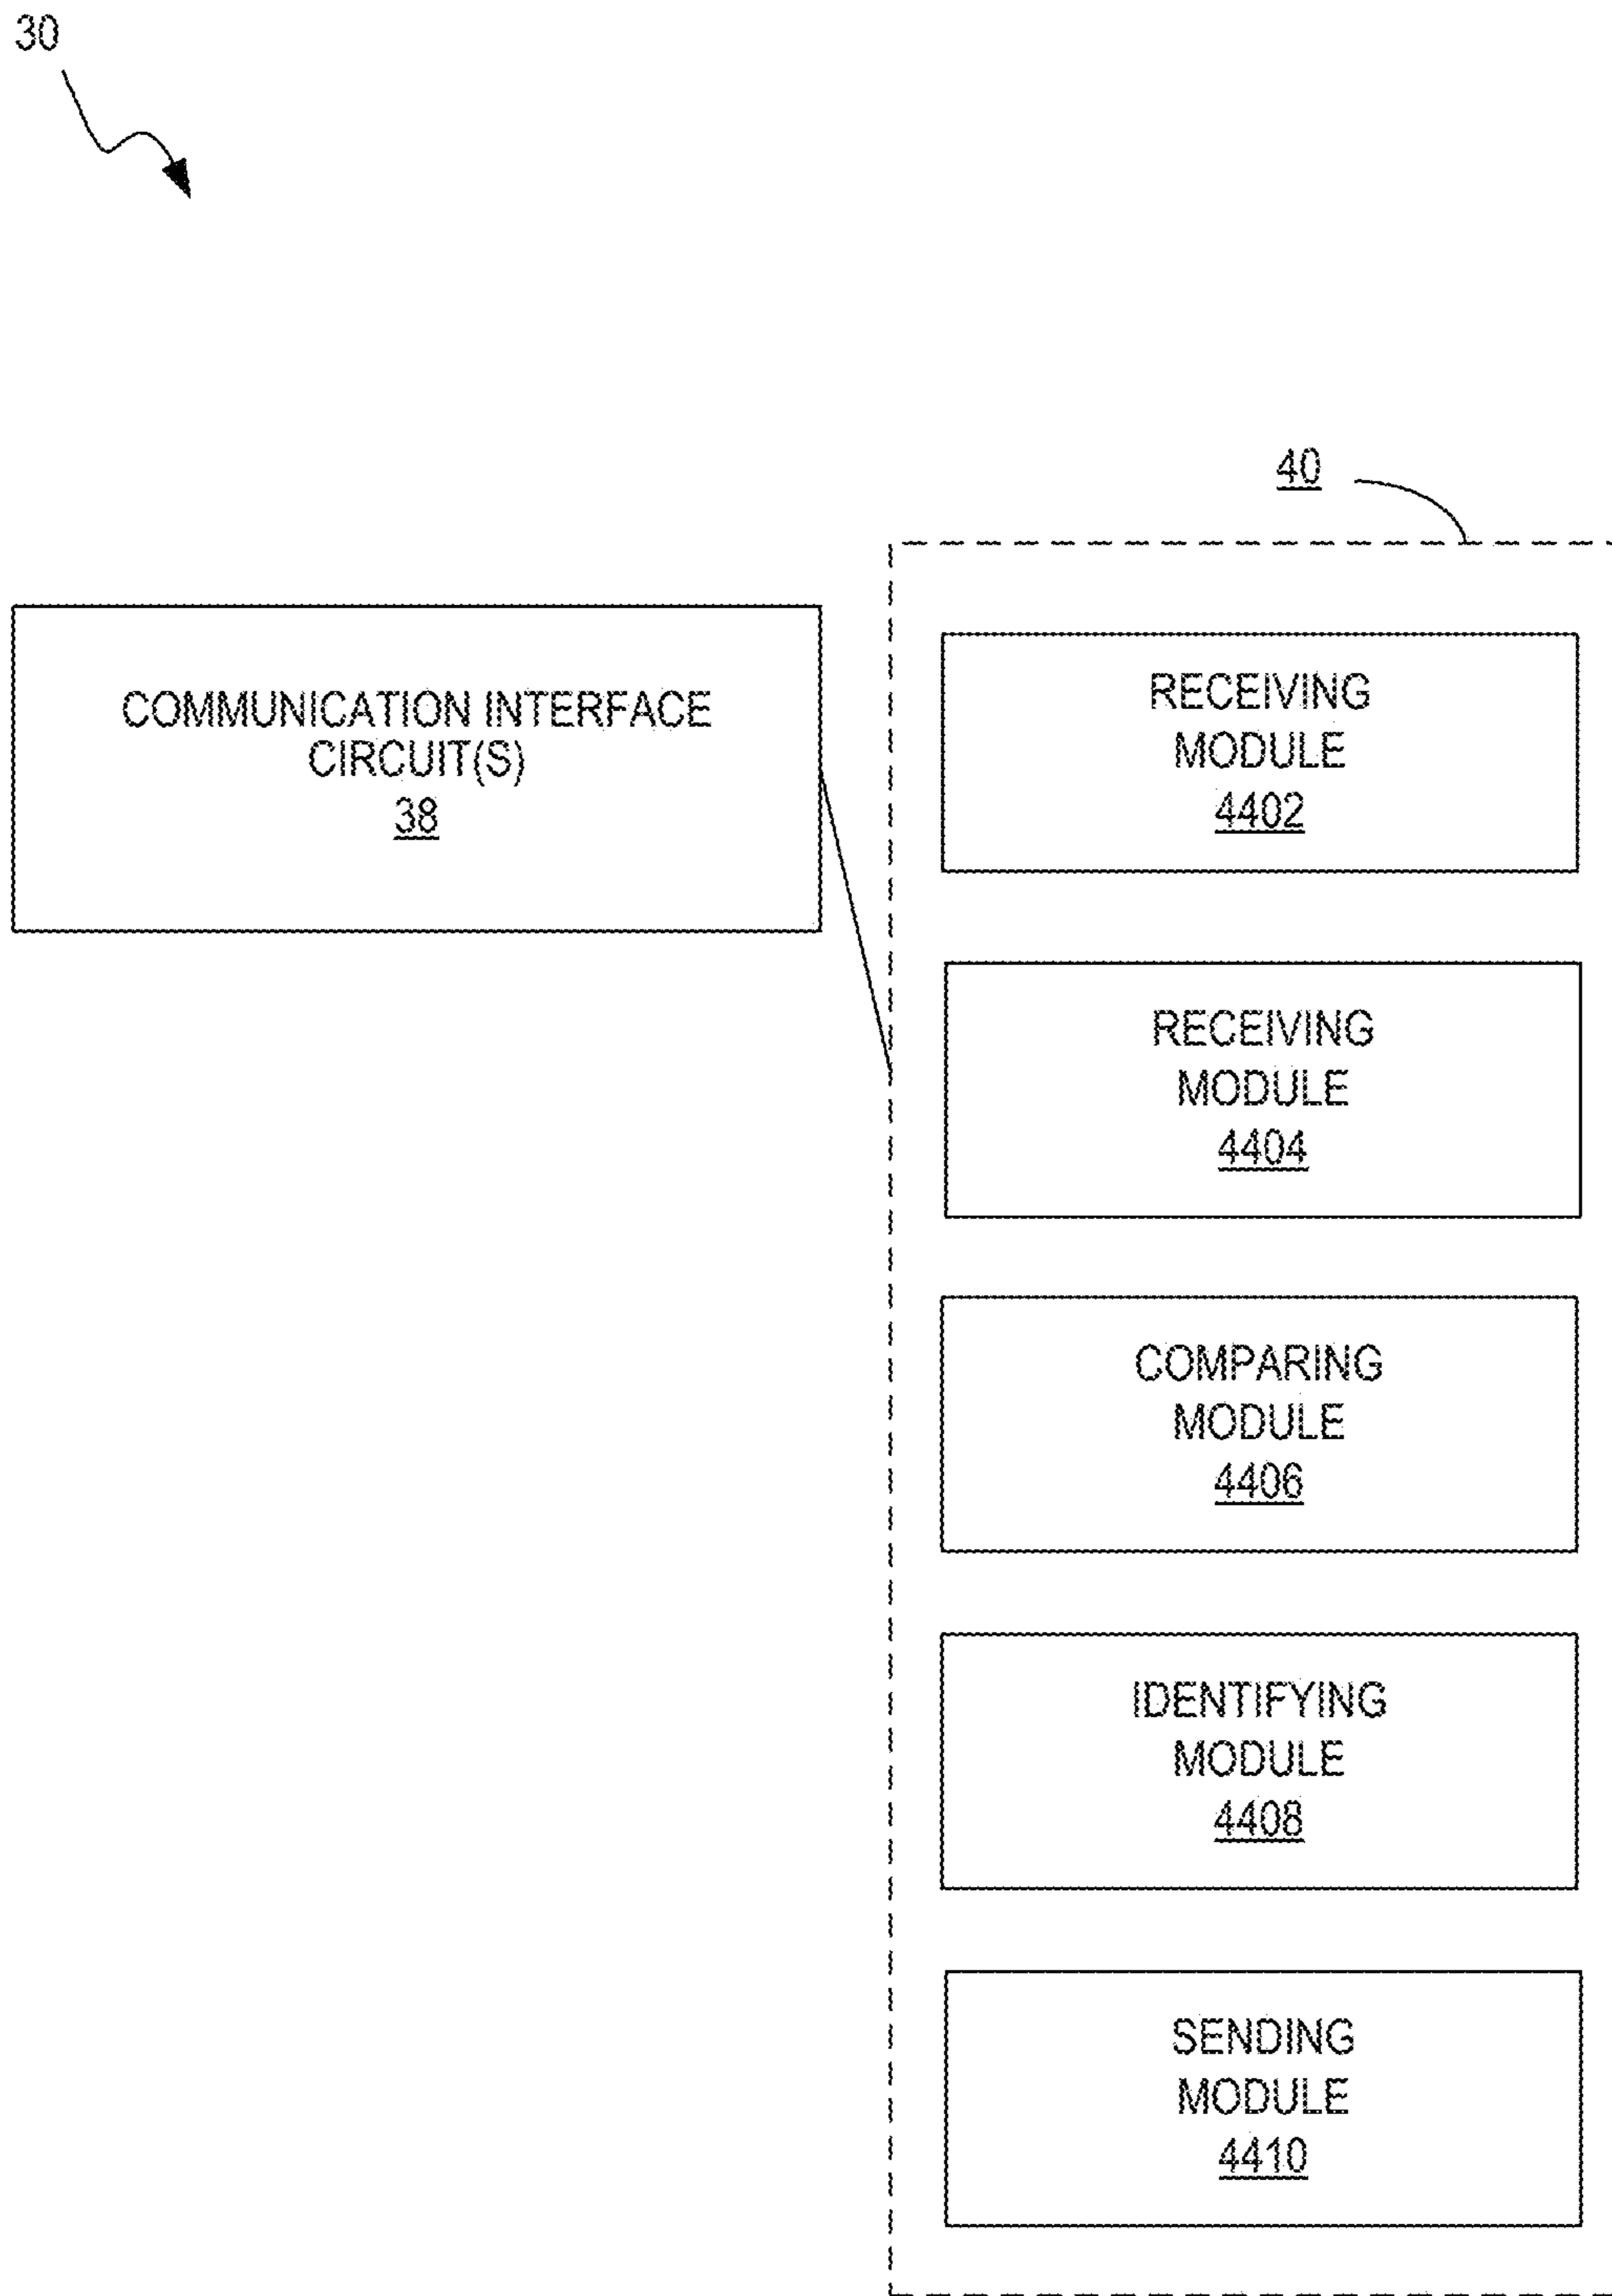 30
40
COMMUNICATION INTERFACE
CIRCUIT(S)
38
RECEIVING
MODULE
4402
RECEIVING
MODULE
4404
COMPARING
MODULE
4406
IDENTIFYING
MODULE
4408
SENDING
MODULE
4410